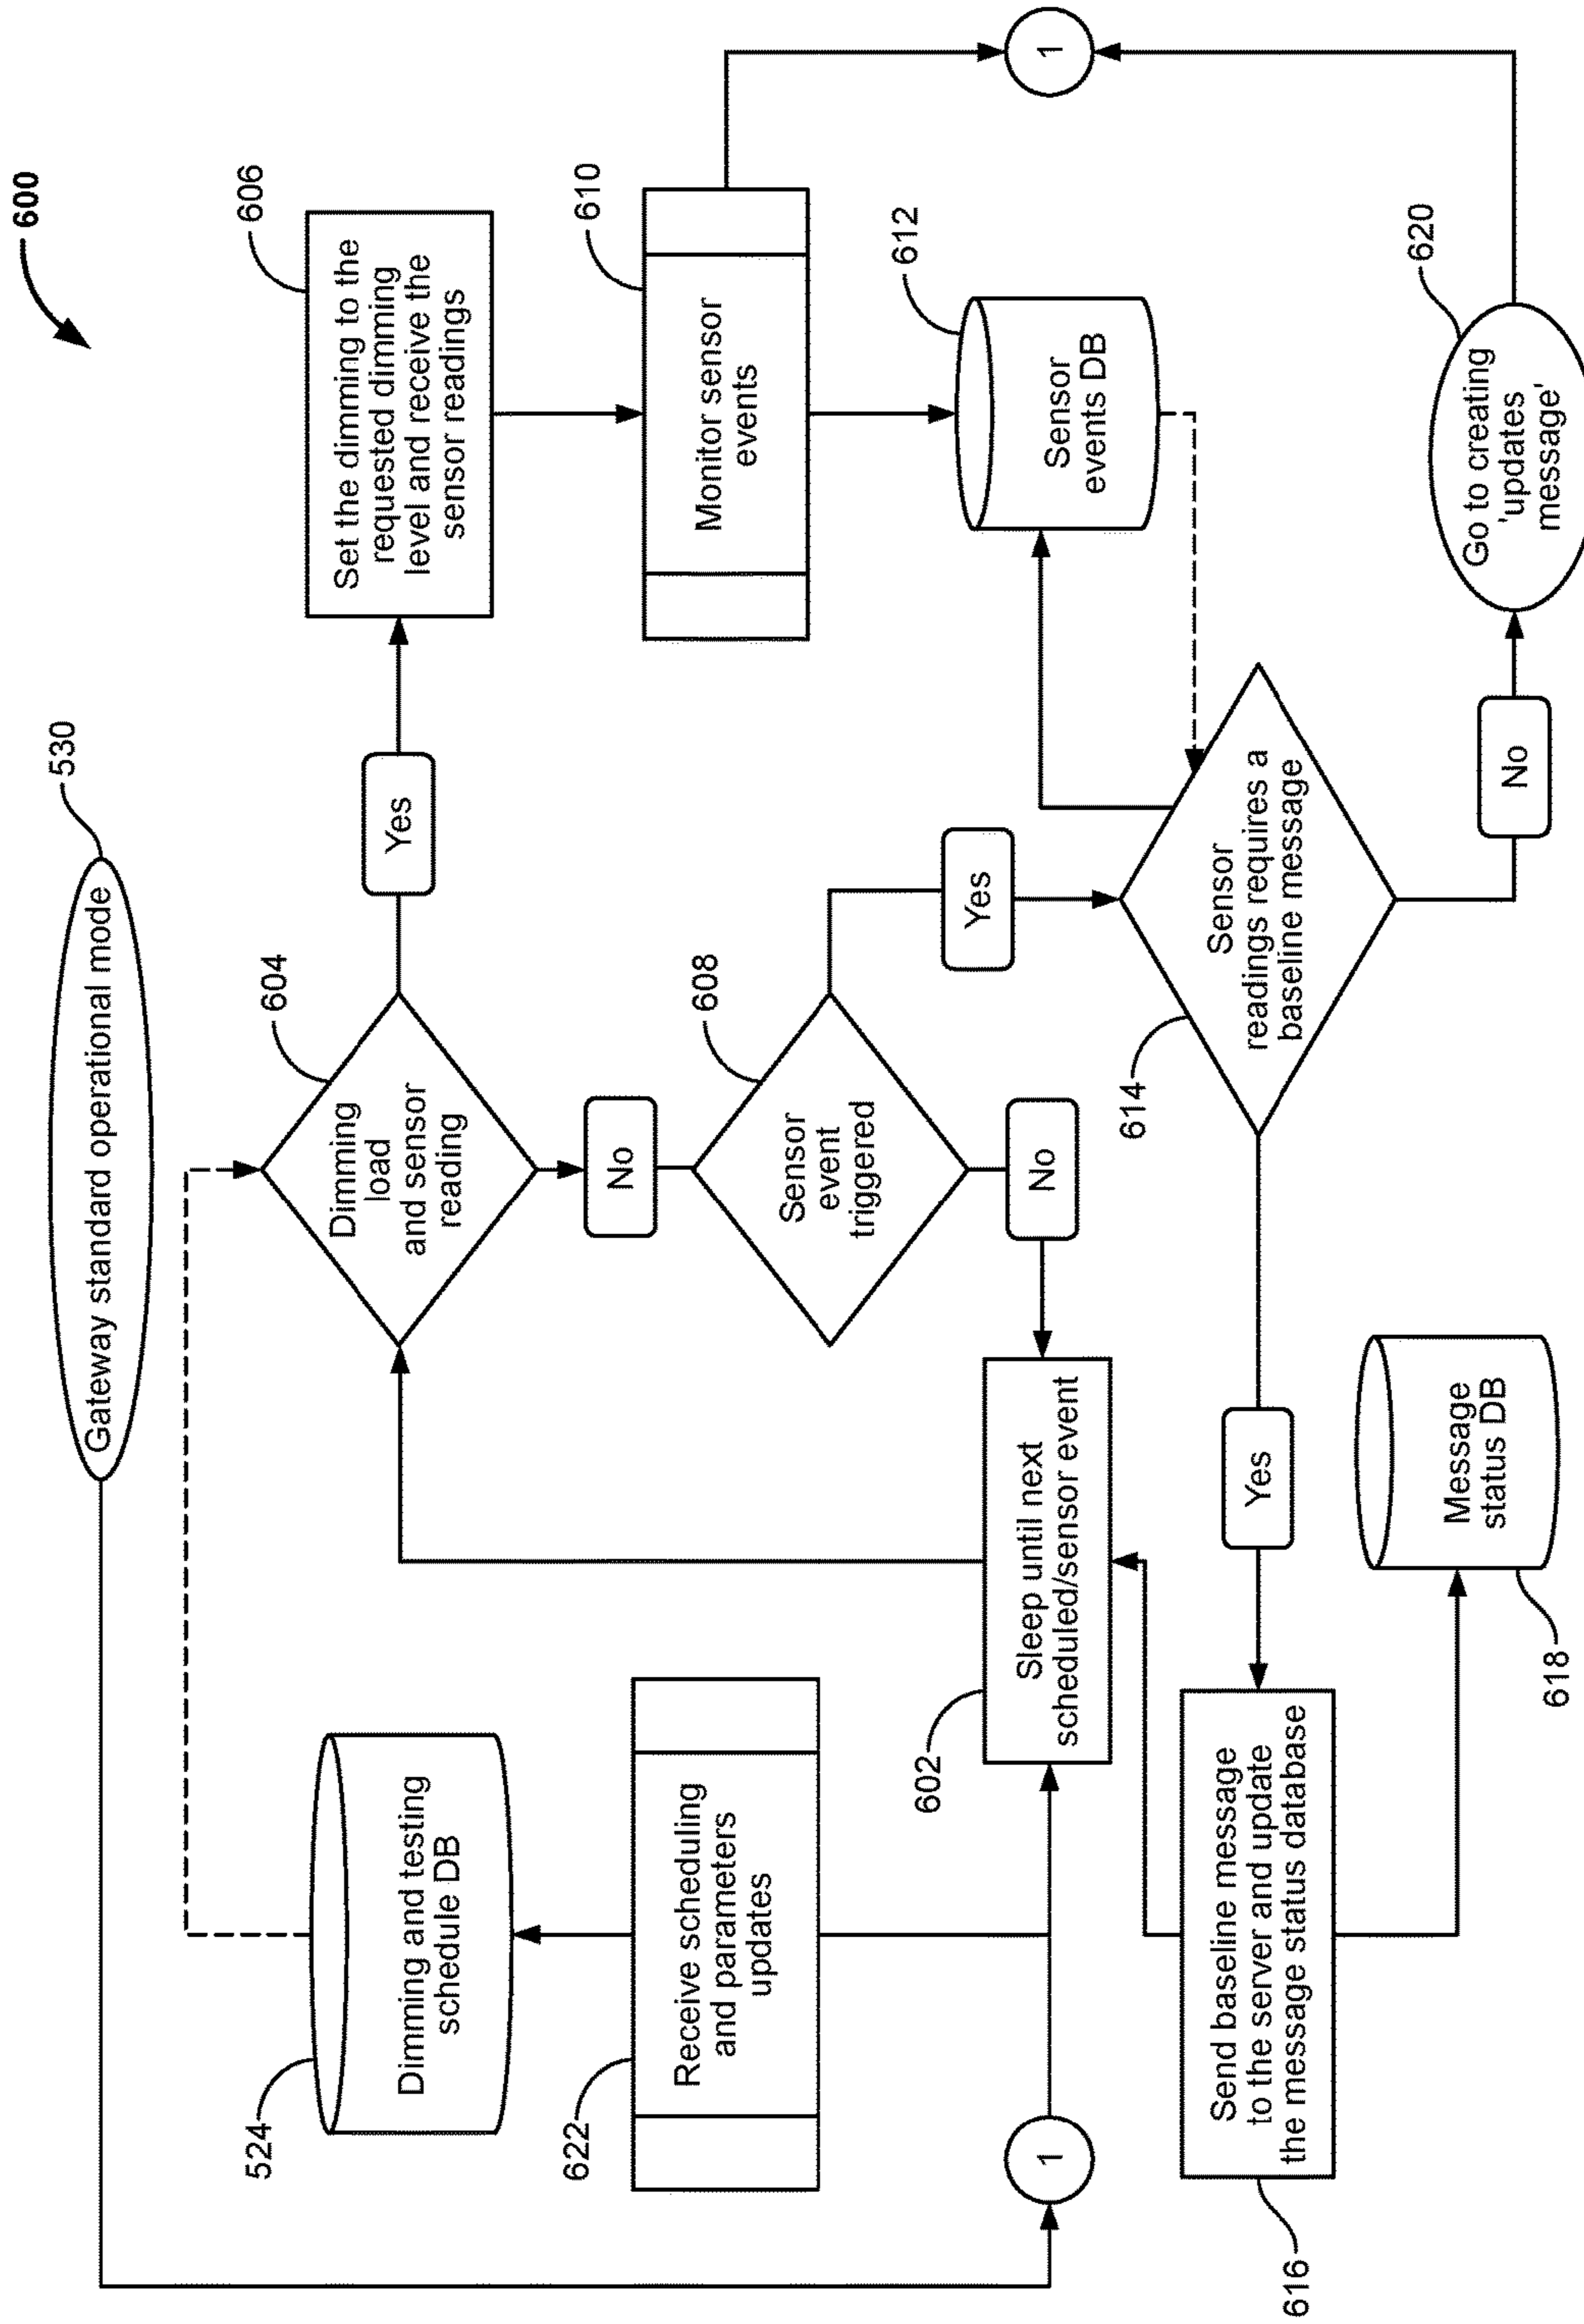 600
530
Gateway standard operational mode
524
Dimming and testing
schedule DB
604
Dimming
load
and sensor
reading
Yes
606
Set the dimming to the
requested dimming
level and receive the
sensor readings
622
Receive scheduling
and parameters
updates
No
608
Sensor
event
triggered
610
Monitor sensor
events
1
602
Sleep until next
scheduled/sensor event
No
Yes
612
Sensor
events DB
1
616
Send baseline message
to the server and update
the message status database
Yes
614
Sensor
readings requires a
baseline message
618
Message
status DB
No
620
Go to creating
'updates
message'